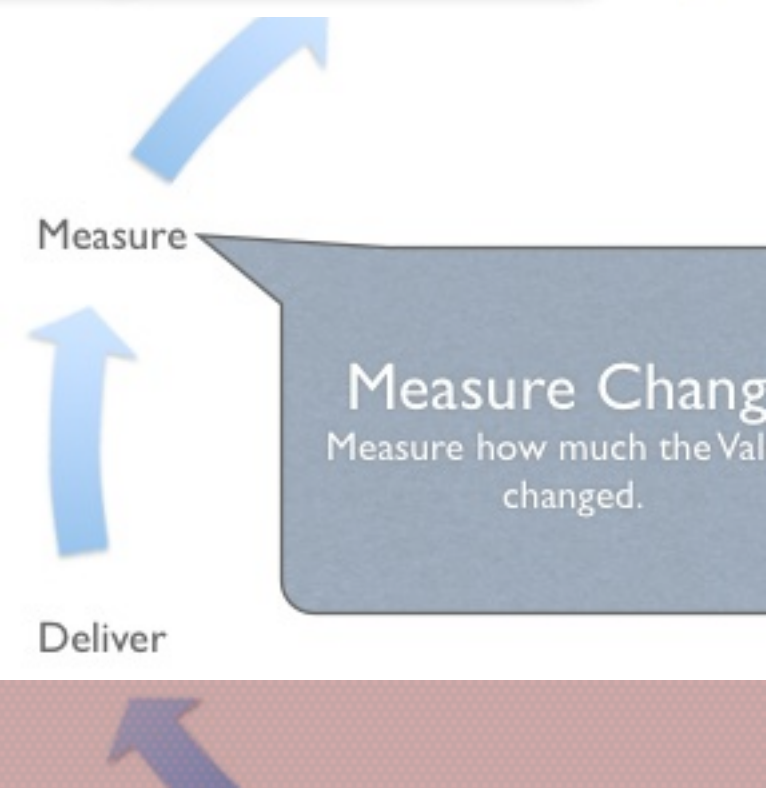 Measure
Measure Chang
Measure how much the Val
changed.
Deliver